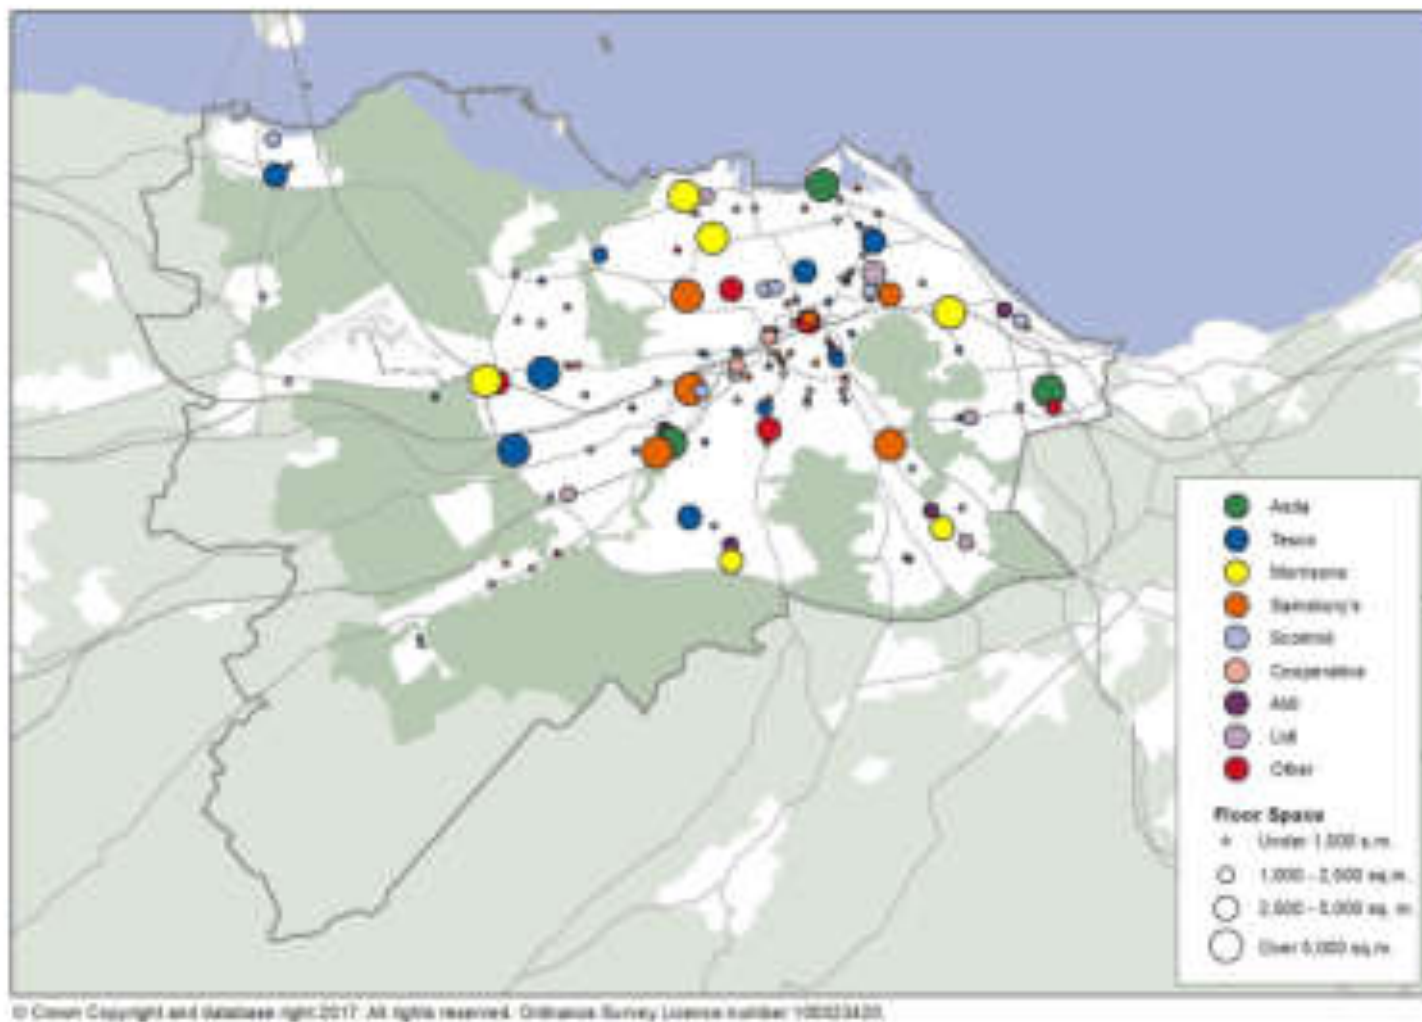 Asda
Tesco
Morrisons
Sainsbury's
Scotmid
Cooperative
Aldi
Lidl
Other
Floor Space
Under 1,000 s.m.
1,000 - 2,500 sq.m.
2,500 - 5,000 sq. m
Over 5,000 sq.m.
© Crown Copyright and database right 2017. All rights reserved. Ordnance Survey Licence number 100023420.